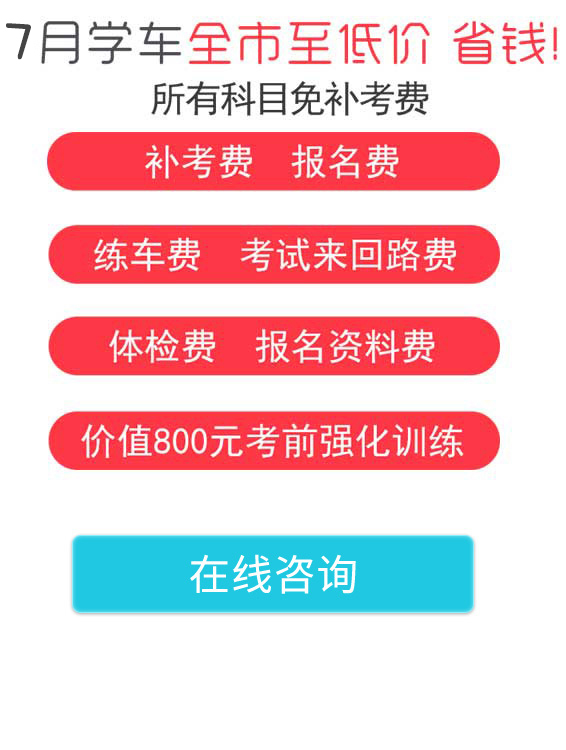 7月学车全市至低价 省钱!
所有科目免补考费
补考费 报名费
练车费 考试来回路费
体检费 报名资料费
价值800元考前强化训练
在线咨询